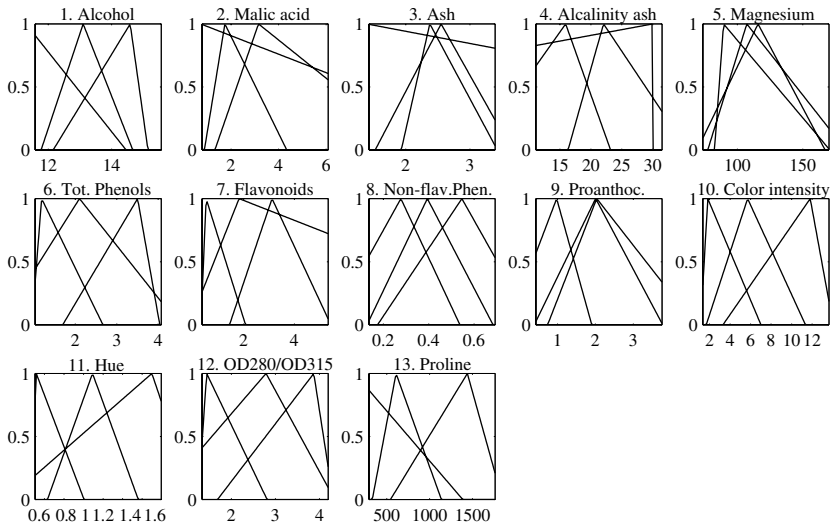 1. Alcohol 2. Malic acid 3. Ash 4. Alcalinity ash 5. Magnesium
1 1 1 1 1
0.5 0.5 0.5 0.5 0.5
0 0 0 0 0
12 14 2 4 6 2 3 15 20 25 30 100 150
6. Tot. Phenols 7. Flavonoids 8. Non-flav.Phen. 9. Proanthoc. 10. Color intensity
1 1 1 1 1
0.5 0.5 0.5 0.5 0.5
0 0 0 0 0
2 3 4 2 4 0.2 0.4 0.6 1 2 3 2 4 6 8 10 12
11. Hue 12. OD280/OD315 13. Proline
1 1 1
0.5 0.5 0.5
0 0 0
0.6 0.8 1 1.2 1.4 1.6 2 3 4 500 1000 1500